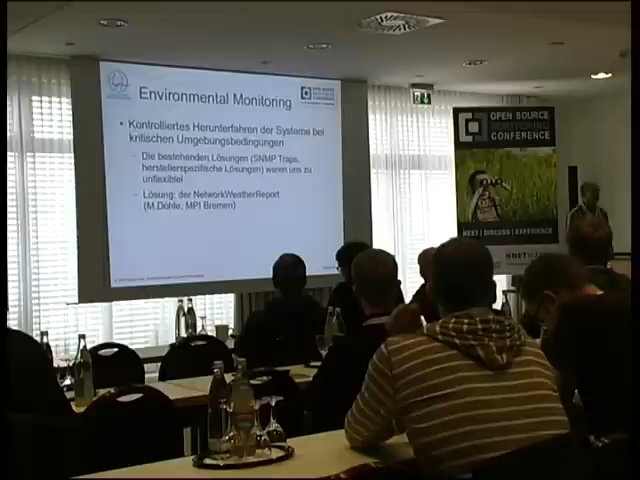 Environmental Monitoring
• Kontrolliertes Herunterfahren der Systeme bei
kritischen Umgebungsbedingungen
- Die bestehenden Lösungen (SNMP Traps,
herstellerspezifische Lösungen) waren uns zu
unflexibel!
- Lösung: der NetworkWeatherReport
(M.Döhle, MPI Bremen)
OPEN SOURCE
MONITORING
CONFERENCE
MEET | DISCUSS | EXPERIENCE